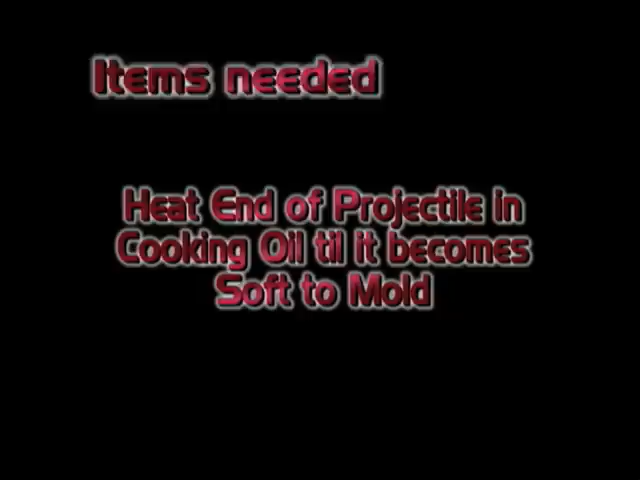 Items needed
Heat End of Projectile in
Cooking Oil til it becomes
Soft to Mold